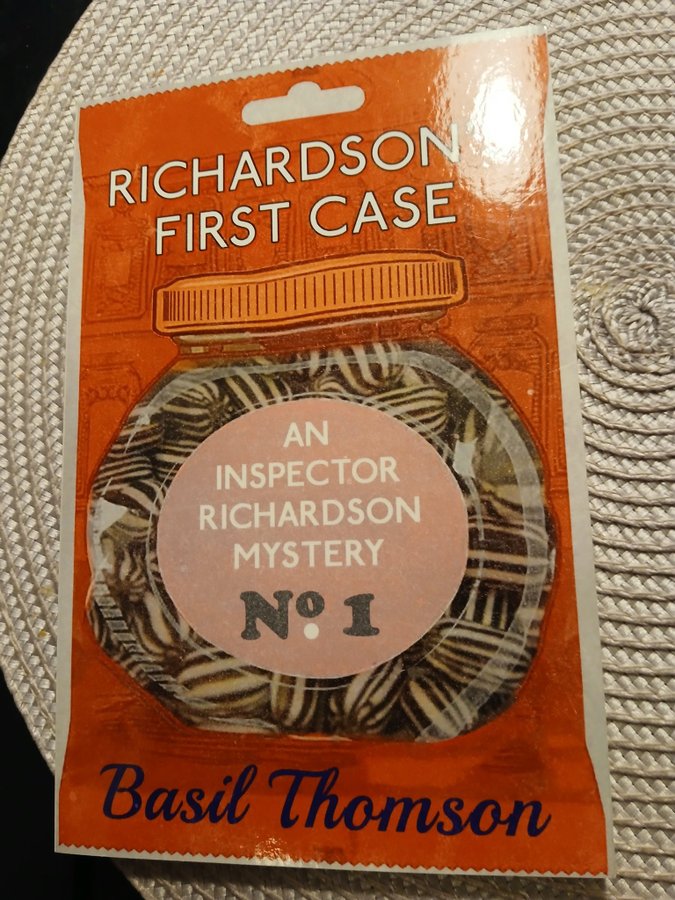 RICHARDSON
FIRST CASE
AN
INSPECTOR
RICHARDSON
MYSTERY
Nº 1
Basil Thomson